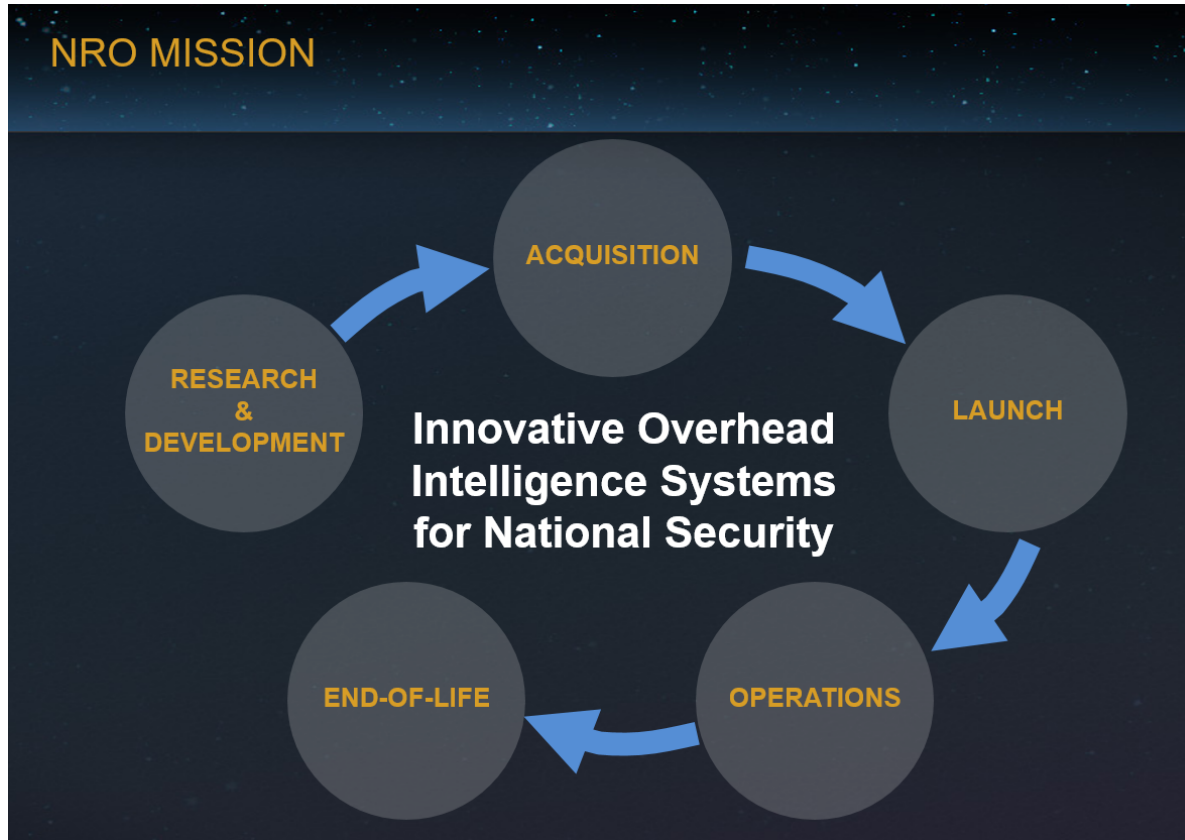 NRO MISSION
ACQUISITION
RESEARCH
&
DEVELOPMENT
LAUNCH
Innovative Overhead
Intelligence Systems
for National Security
END-OF-LIFE
OPERATIONS